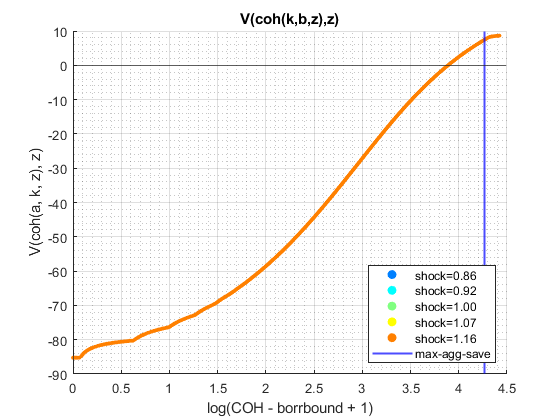 V(coh(k,b,z),z)
V(coh(a, k, z), z)
10
0
-10
-20
-30
-40
-50
-60
-70
-80
-90
0
0.5
1
1.5
2
2.5
3
3.5
4
4.5
log(COH - borrbound + 1)
shock=0.86
shock=0.92
shock=1.00
shock=1.07
shock=1.16
max-agg-save